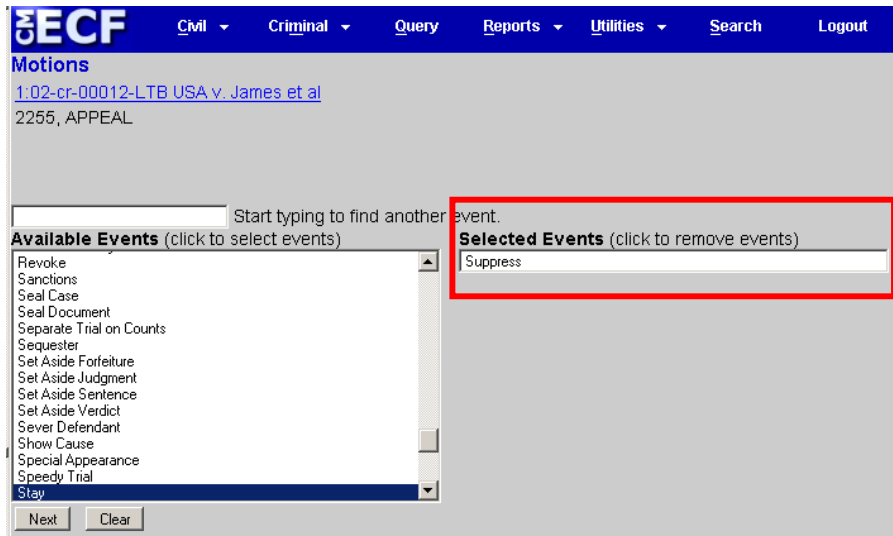 CM ECF Civil Criminal Query Reports Utilities Search Logout
Motions
1:02-cr-00012-LTB USA v. James et al
2255, APPEAL
Start typing to find another event.
Available Events (click to select events)
Revoke
Sanctions
Seal Case
Seal Document
Separate Trial on Counts
Sequester
Set Aside Forfeiture
Set Aside Judgment
Set Aside Sentence
Set Aside Verdict
Sever Defendant
Show Cause
Special Appearance
Speedy Trial
Stay
Selected Events (click to remove events)
Suppress
Next Clear